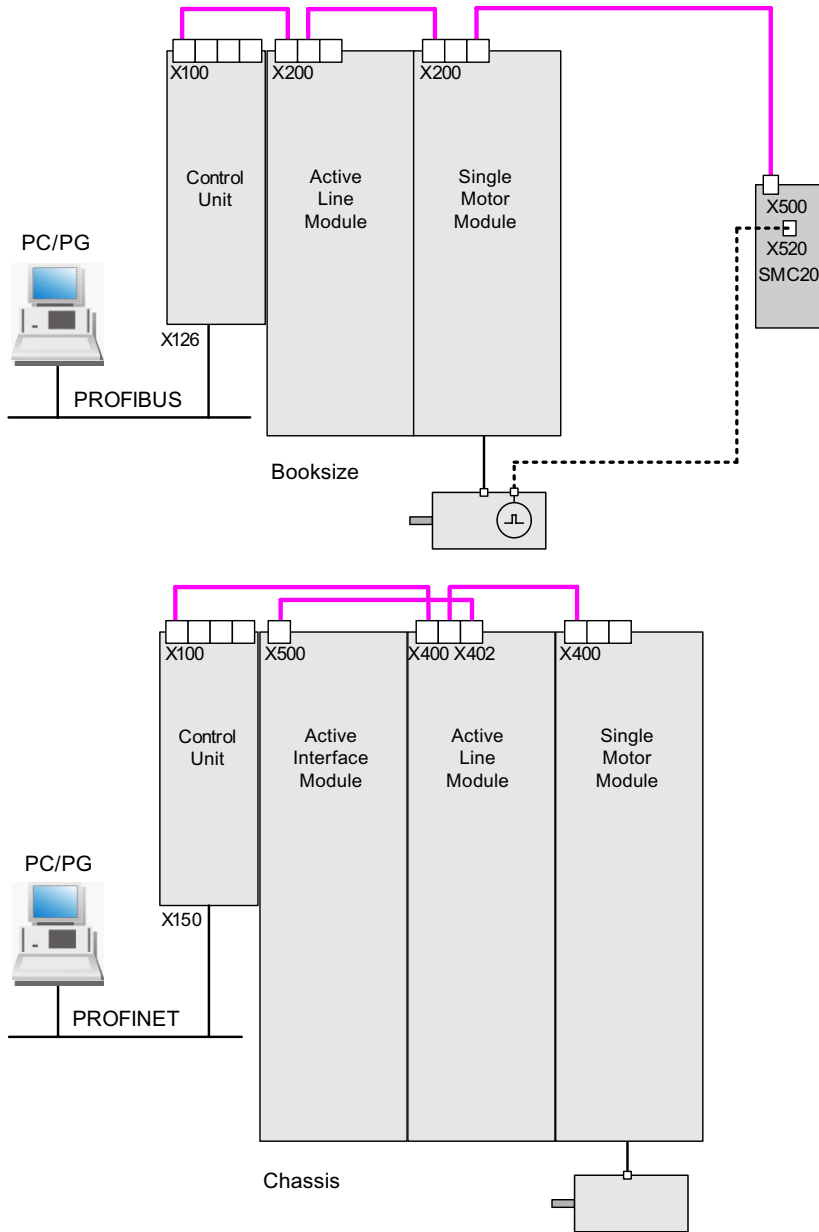 X100
X200
X200
Control
Unit
Active
Line
Module
Single
Motor
Module
X500
X520
SMC20
PC/PG
X126
PROFIBUS
Booksize
X100
X500
X400 X402
X400
Control
Unit
Active
Interface
Module
Active
Line
Module
Single
Motor
Module
PC/PG
X150
PROFINET
Chassis